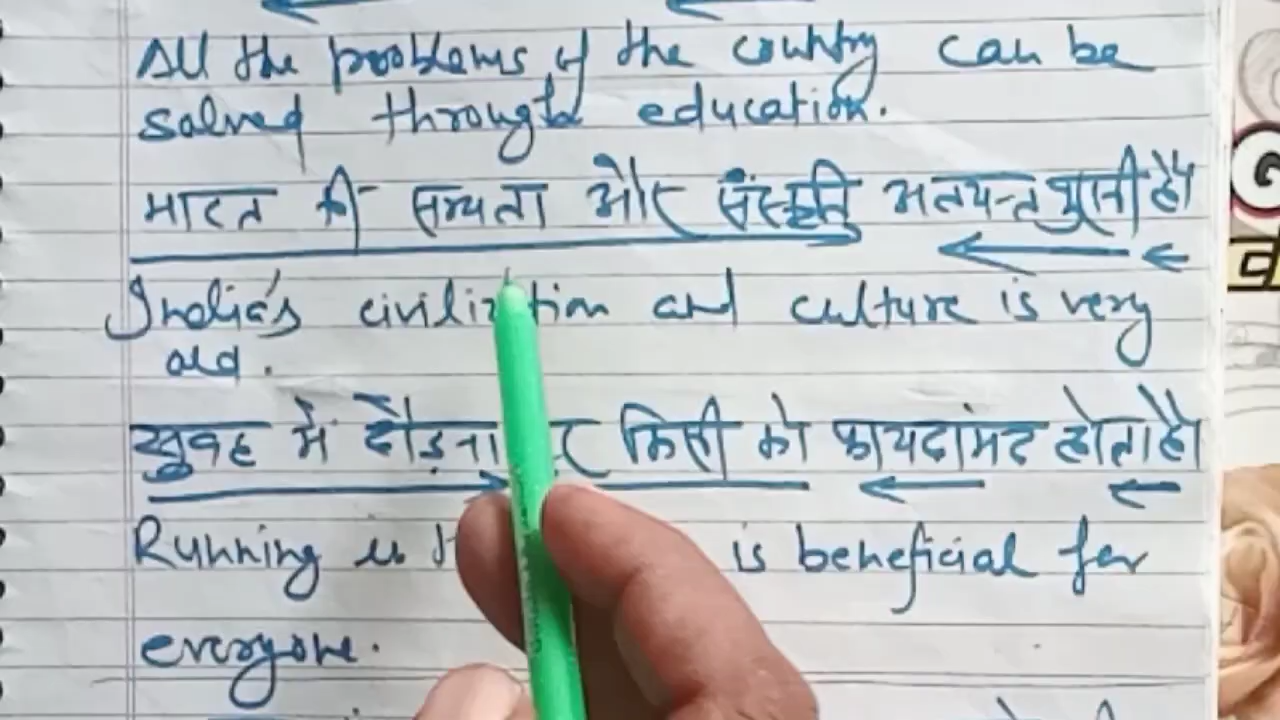 All the problems of the country can be
solved through education.
भारत की सभ्यता और संस्कृति अत्यन्त पुरानी है।
India's civilization and culture is very
old.
सुबह में दौड़ना किसी को फायदेमंद होता है।
Running in is beneficial for
everyone.